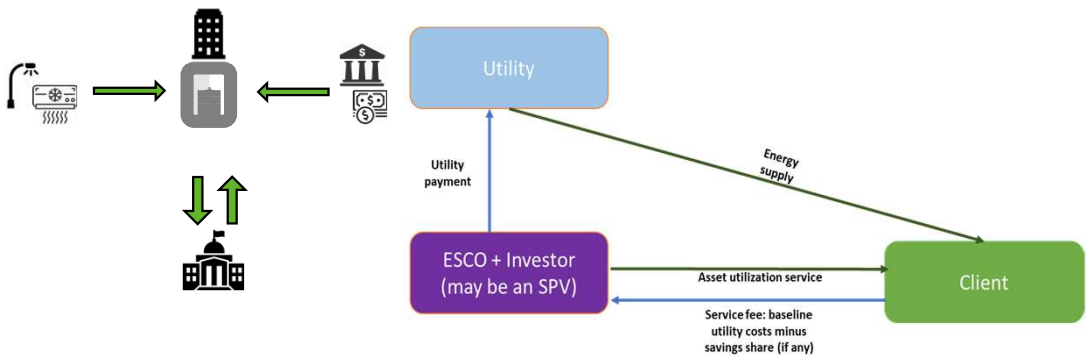 Utility
Utility
payment
Energy
supply
ESCO + Investor
(may be an SPV)
Asset utilization service
Client
Service fee: baseline
utility costs minus
savings share (if any)
$
$
$